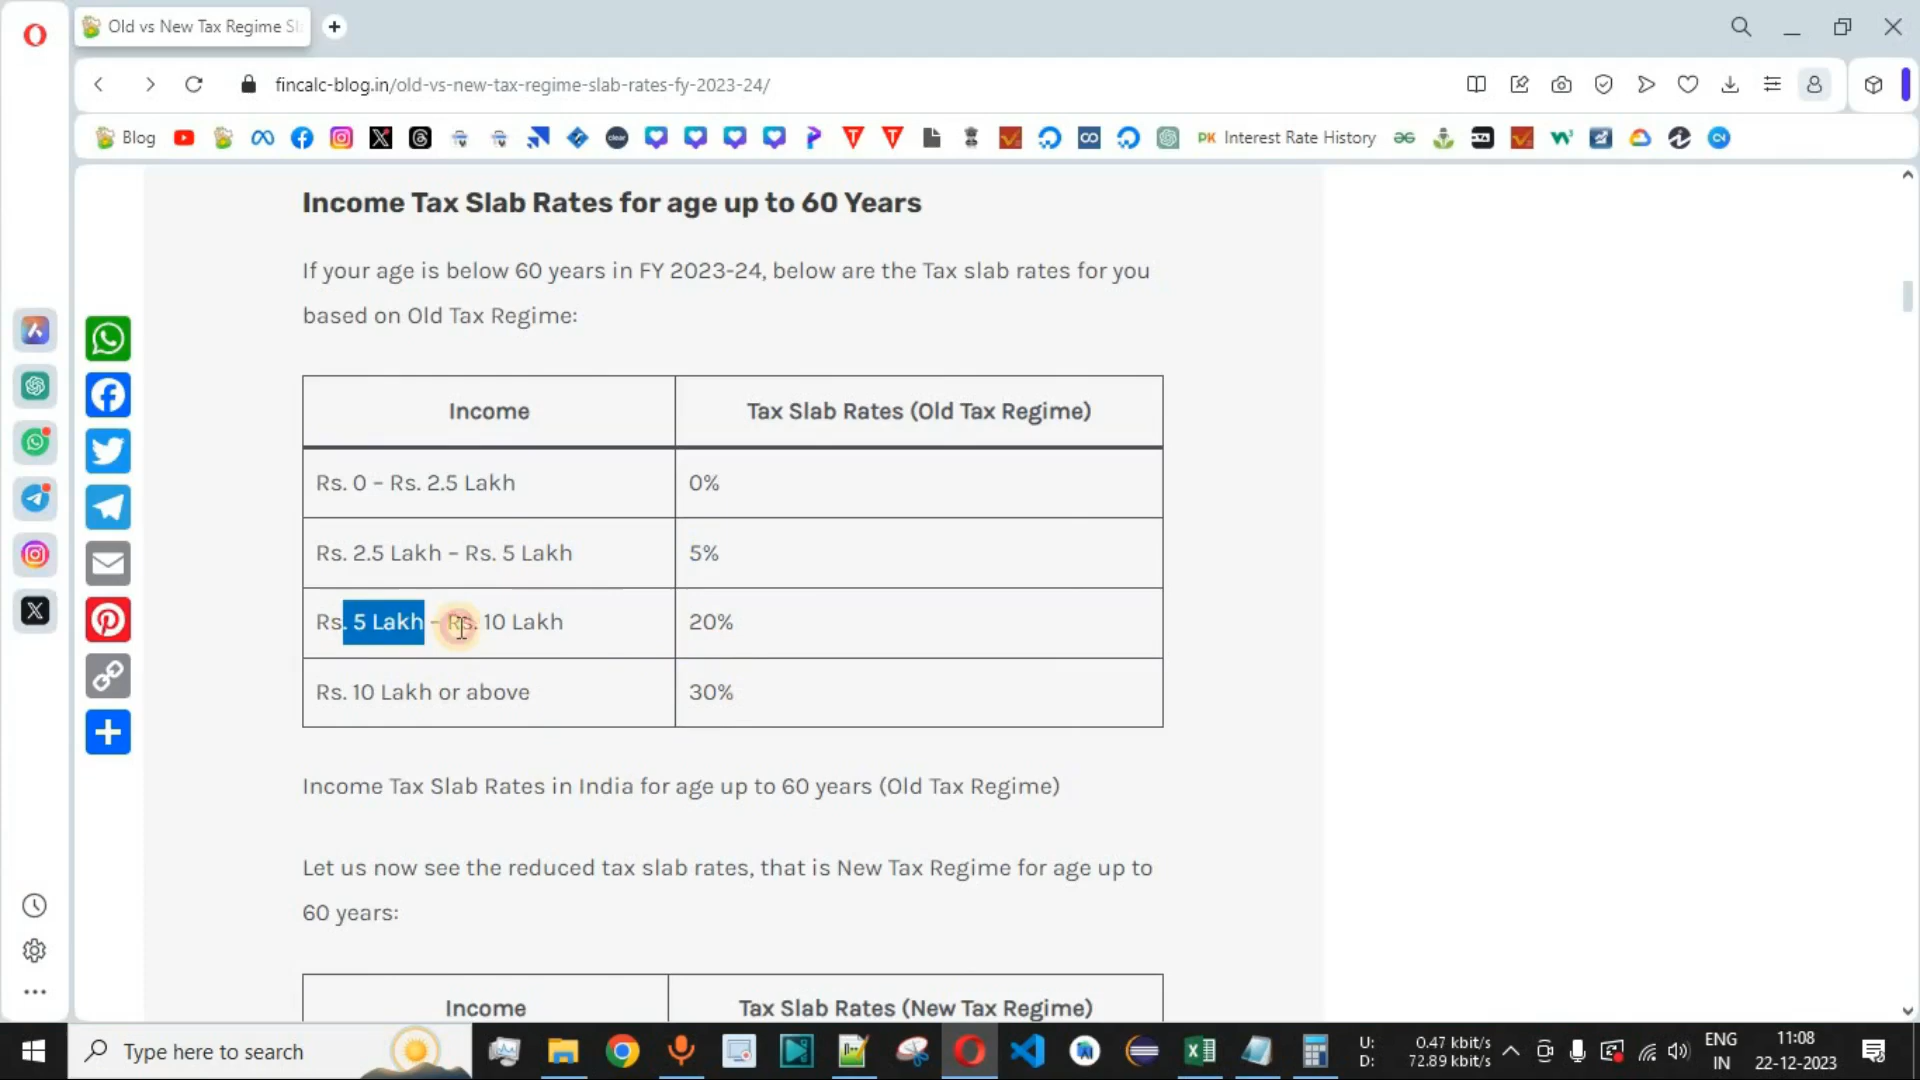 Old vs New Tax Regime Sl
fincalc-blog.in/old-vs-new-tax-regime-slab-rates-fy-2023-24/
Blog
PK Interest Rate History
Income Tax Slab Rates for age up to 60 Years
If your age is below 60 years in FY 2023-24, below are the Tax slab rates for you
based on Old Tax Regime:
Income Tax Slab Rates (Old Tax Regime)
Rs. 0 – Rs. 2.5 Lakh 0%
Rs. 2.5 Lakh – Rs. 5 Lakh 5%
Rs. 5 Lakh – Rs. 10 Lakh 20%
Rs. 10 Lakh or above 30%
Income Tax Slab Rates in India for age up to 60 years (Old Tax Regime)
Let us now see the reduced tax slab rates, that is New Tax Regime for age up to
60 years:
Income Tax Slab Rates (New Tax Regime)
Type here to search
U: 0.47 kbit/s
D: 72.89 kbit/s
ENG
IN
11:08
22-12-2023